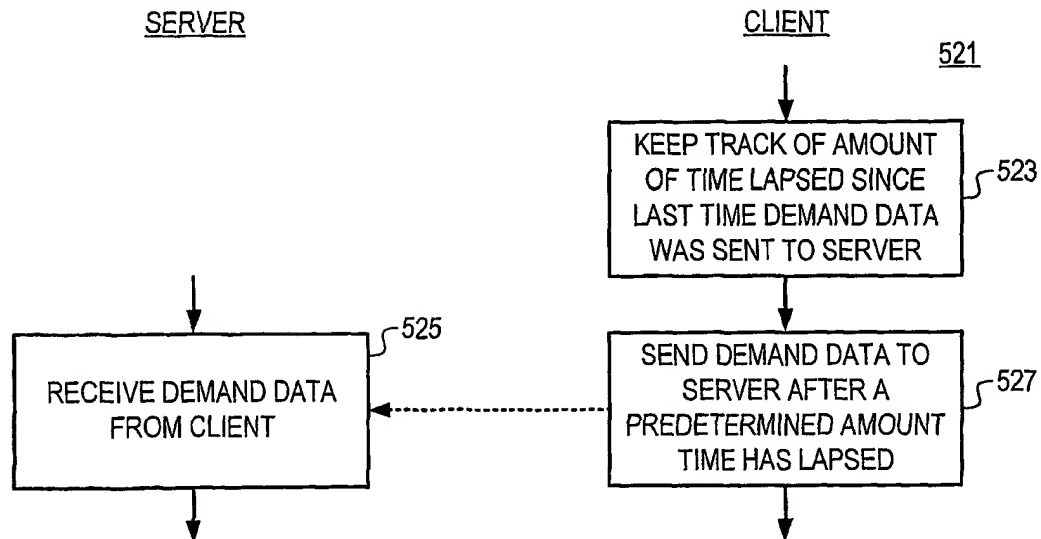 SERVER
CLIENT
521
KEEP TRACK OF AMOUNT
OF TIME LAPSED SINCE
LAST TIME DEMAND DATA
WAS SENT TO SERVER
523
525
RECEIVE DEMAND DATA
FROM CLIENT
SEND DEMAND DATA TO
SERVER AFTER A
PREDETERMINED AMOUNT
TIME HAS LAPSED
527